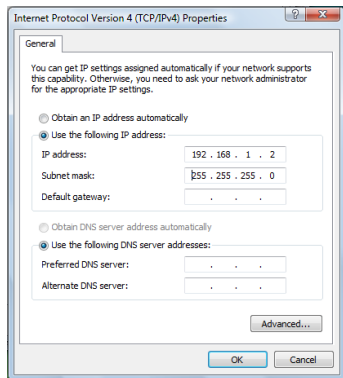 Internet Protocol Version 4 (TCP/IPv4) Properties
General
You can get IP settings assigned automatically if your network supports
this capability. Otherwise, you need to ask your network administrator
for the appropriate IP settings.
Obtain an IP address automatically
Use the following IP address:
IP address: 192 . 168 . 1 . 2
Subnet mask: 255 . 255 . 255 . 0
Default gateway: . . .
Obtain DNS server address automatically
Use the following DNS server addresses:
Preferred DNS server: . . .
Alternate DNS server: . . .
Advanced...
OK Cancel